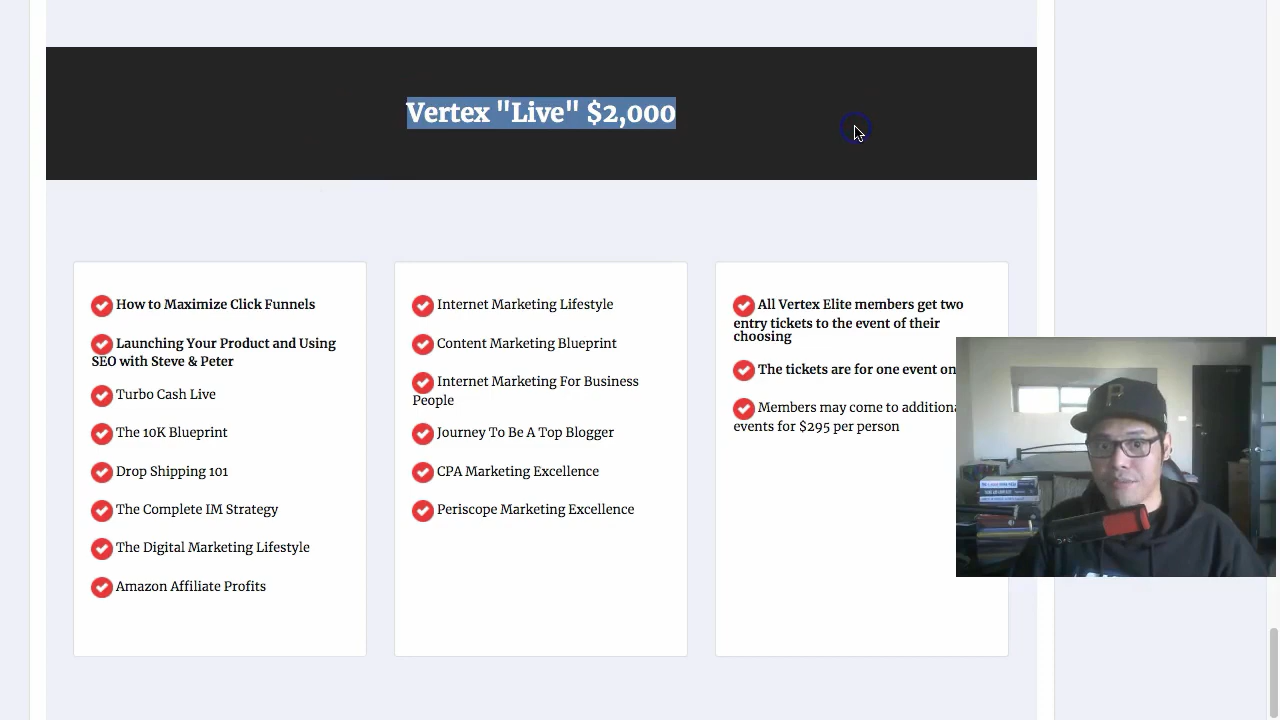 Vertex "Live" $2,000
How to Maximize Click Funnels
Launching Your Product and Using
SEO with Steve & Peter
Turbo Cash Live
The 10K Blueprint
Drop Shipping 101
The Complete IM Strategy
The Digital Marketing Lifestyle
Amazon Affiliate Profits
Internet Marketing Lifestyle
Content Marketing Blueprint
Internet Marketing For Business
People
Journey To Be A Top Blogger
CPA Marketing Excellence
Periscope Marketing Excellence
All Vertex Elite members get two
entry tickets to the event of their
choosing
The tickets are for one event
Members may come to
events for $295 per person
P